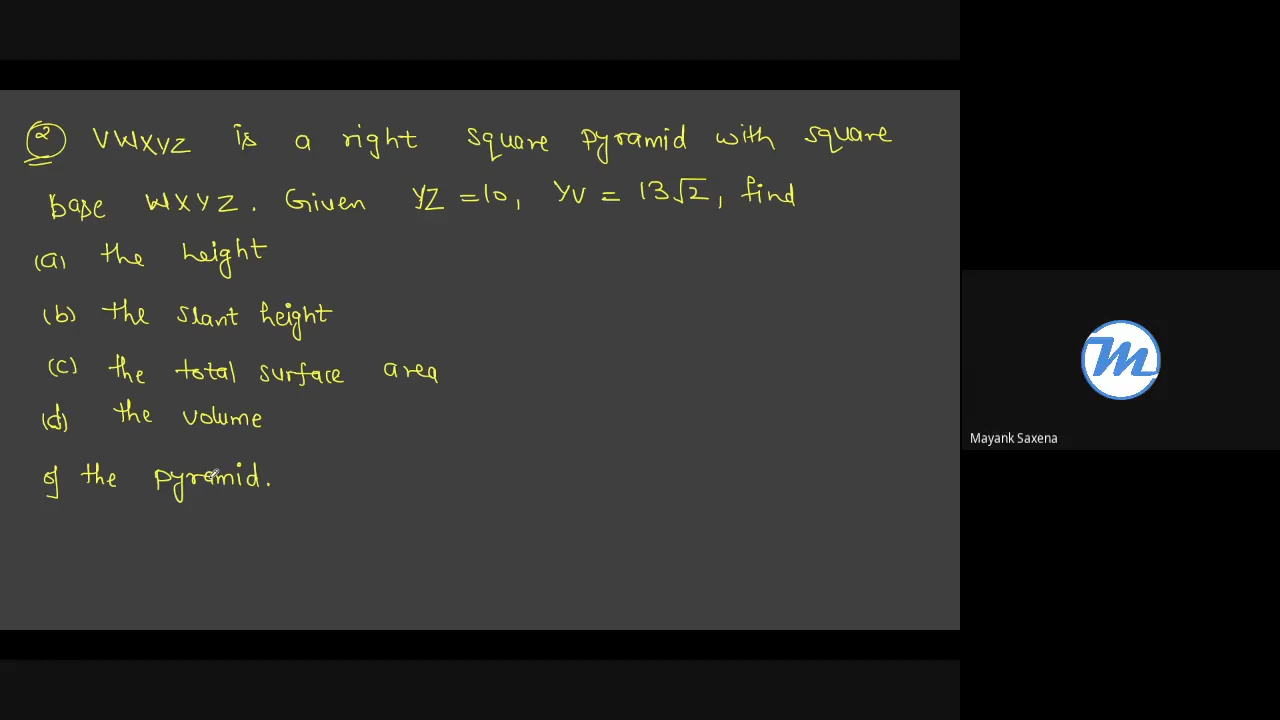 ② VWXYZ is a right square pyramid with square
base WXYZ. Given YZ = 10, YV = 13√2, find
(a) the height
(b) the slant height
(c) the total surface area
(d) the volume
of the pyramid.
M
Mayank Saxena